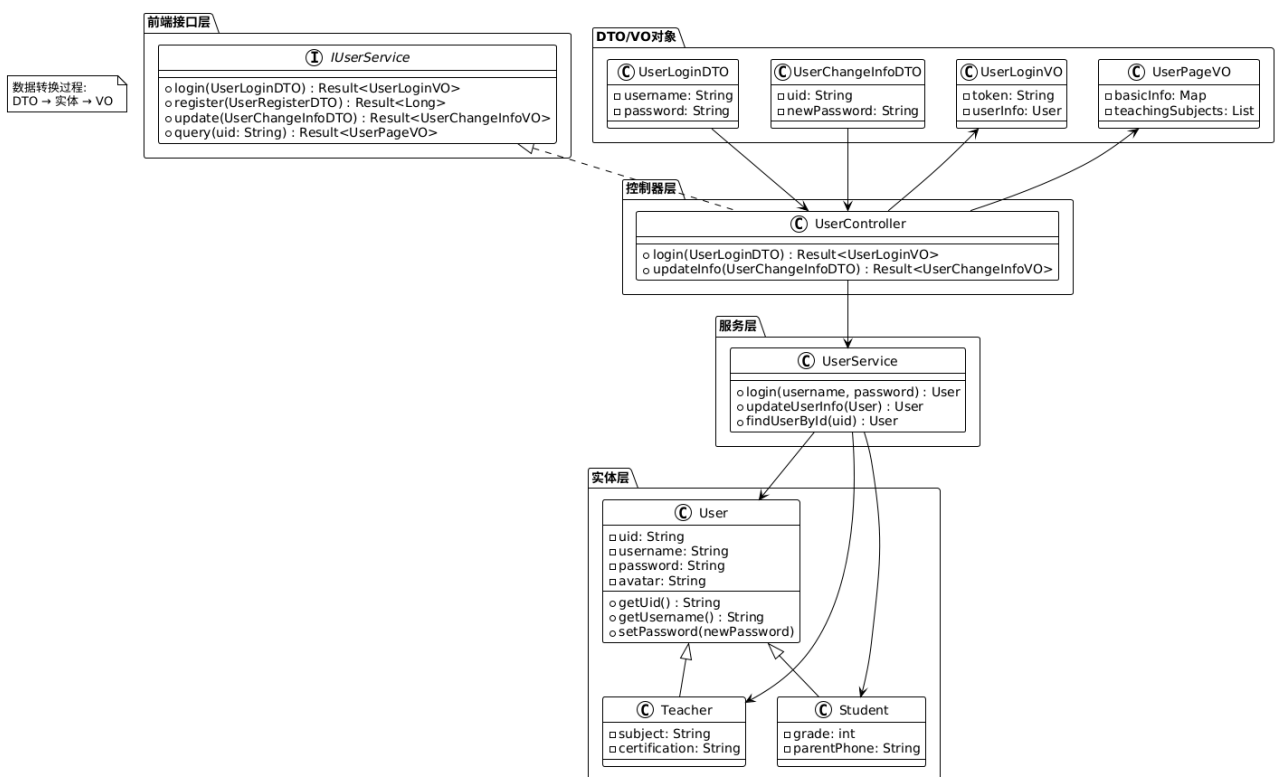 前端接口层
IUserService
login(UserLoginDTO) : Result<UserLoginVO>
register(UserRegisterDTO) : Result<Long>
update(UserChangeInfoDTO) : Result<UserChangeInfoVO>
query(uid: String) : Result<UserPageVO>
数据转换过程:
DTO → 实体 → VO
DTO/VO对象
UserLoginDTO
username: String
password: String
UserChangeInfoDTO
uid: String
newPassword: String
UserLoginVO
token: String
userInfo: User
UserPageVO
basicInfo: Map
teachingSubjects: List
控制器层
UserController
login(UserLoginDTO) : Result<UserLoginVO>
updateInfo(UserChangeInfoDTO) : Result<UserChangeInfoVO>
服务层
UserService
login(username, password) : User
updateUserInfo(User) : User
findUserById(uid) : User
实体层
User
uid: String
username: String
password: String
avatar: String
getUid() : String
getUsername() : String
setPassword(newPassword)
Teacher
subject: String
certification: String
Student
grade: int
parentPhone: String